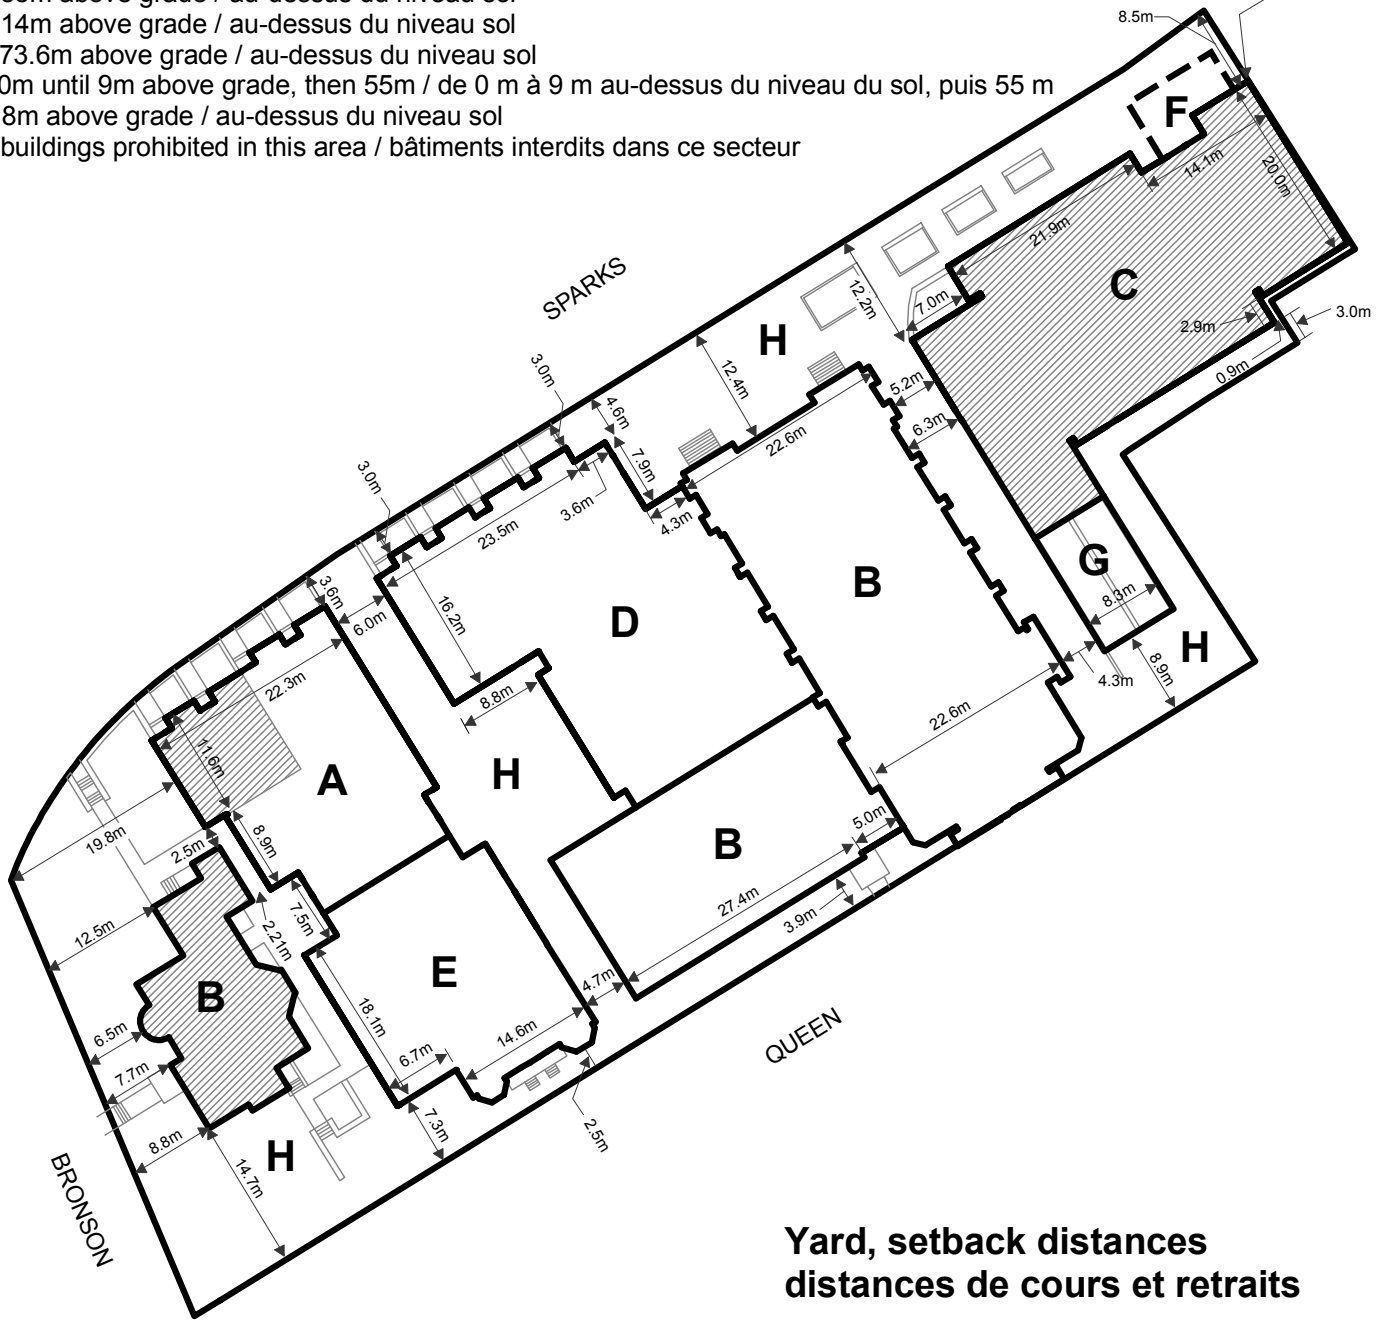 above grade / au-dessus du niveau sol
14m above grade / au-dessus du niveau sol
73.6m above grade / au-dessus du niveau sol
0m until 9m above grade, then 55m / de 0 m à 9 m au-dessus du niveau du sol, puis 55 m
8m above grade / au-dessus du niveau sol
buildings prohibited in this area / bâtiments interdits dans ce secteur
8.5m
F
14.1m
20.0m
21.9m
C
SPARKS
12.2m
7.0m
2.9m
3.0m
0.9m
H
12.4m
3.0m
4.6m
5.2m
6.3m
22.6m
7.9m
3.0m
3.6m
4.3m
23.5m
G
8.3m
B
3.6m
6.0m
16.2m
D
H
8.9m
4.3m
22.3m
8.8m
22.6m
11.6m
A
H
19.8m
2.5m
8.9m
5.0m
B
27.4m
3.9m
12.5m
7.5m
2.21m
E
B
4.7m
6.5m
18.1m
14.6m
QUEEN
7.7m
6.7m
8.8m
7.3m
2.5m
H
14.7m
BRONSON
Yard, setback distances
distances de cours et retraits